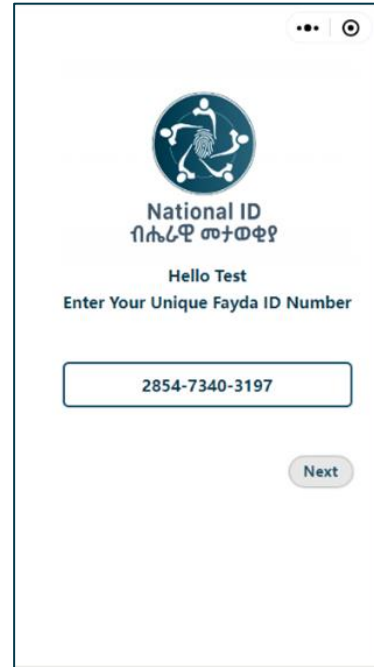 National ID
ብሔራዊ መታወቂያ
Hello Test
Enter Your Unique Fayda ID Number
2854-7340-3197
Next